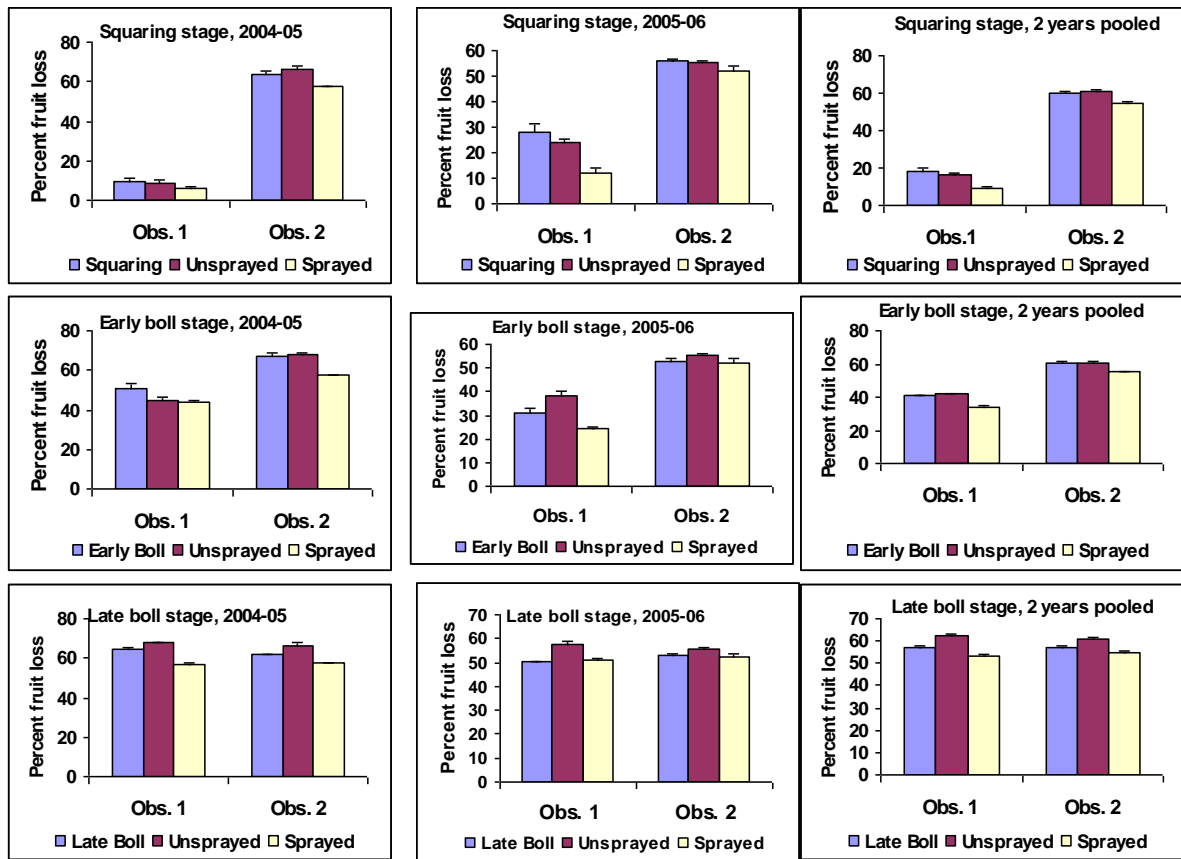 Squaring stage, 2004-05
Percent fruit loss
80
60
40
20
0
Obs. 1 Obs. 2
Squaring Unsprayed Sprayed
Squaring stage, 2005-06
Percent fruit loss
60
50
40
30
20
10
0
Obs. 1 Obs. 2
Squaring Unsprayed Sprayed
Squaring stage, 2 years pooled
Percent fruit loss
80
60
40
20
0
Obs.1 Obs. 2
Squaring Unsprayed Sprayed
Early boll stage, 2004-05
Percent fruit loss
80
60
40
20
0
Obs. 1 Obs. 2
Early Boll Unsprayed Sprayed
Early boll stage, 2005-06
Percent fruit loss
60
50
40
30
20
10
0
Obs. 1 Obs. 2
Early Boll Unsprayed Sprayed
Early boll stage, 2 years pooled
Percent fruit loss
80
60
40
20
0
Obs. 1 Obs. 2
Early Boll Unsprayed Sprayed
Late boll stage, 2004-05
Percent fruit loss
80
60
40
20
0
Obs. 1 Obs. 2
Late Boll Unsprayed Sprayed
Late boll stage, 2005-06
Percent fruit loss
70
60
50
40
30
20
10
0
Obs. 1 Obs. 2
Late Boll Unsprayed Sprayed
Late boll stage, 2 years pooled
Percent fruit loss
70
60
50
40
30
20
10
0
Obs. 1 Obs. 2
Late Boll Unsprayed Sprayed